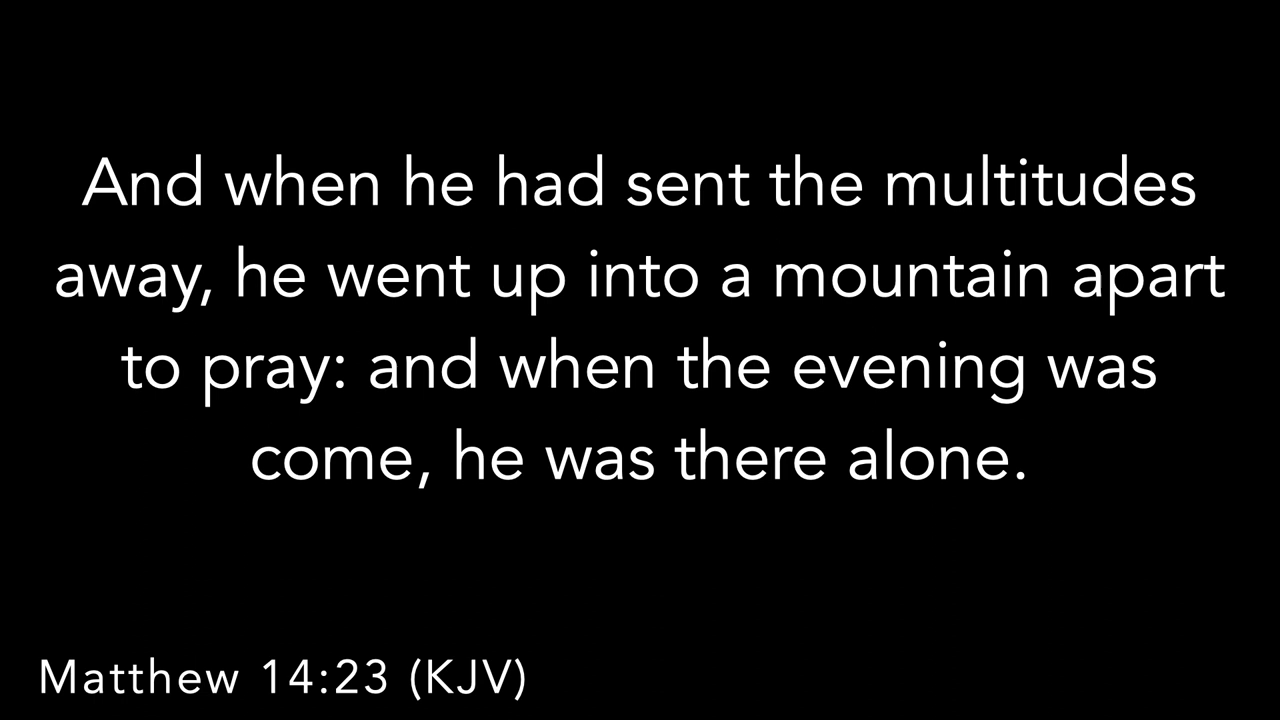 And when he had sent the multitudes
away, he went up into a mountain apart
to pray: and when the evening was
come, he was there alone.
Matthew 14:23 (KJV)